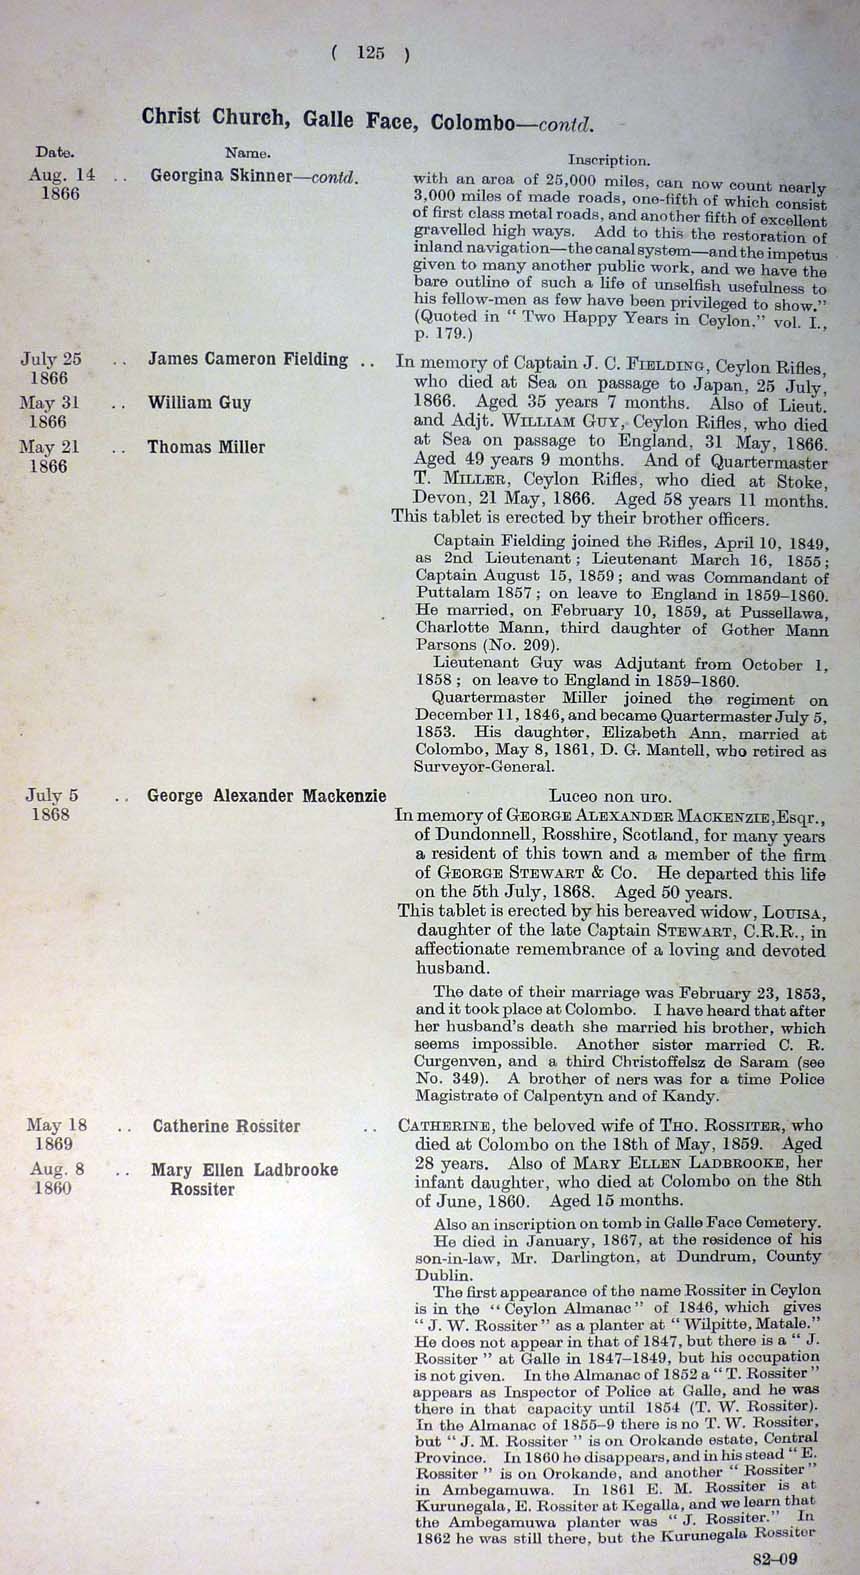 ( 125 )
Christ Church, Galle Face, Colombo—contd.
Date. Name. Inscription.
Aug. 14 .. Georgina Skinner—contd.
1866
with an area of 25,000 miles, can now count nearly
3,000 miles of made roads, one-fifth of which consist
of first class metal roads, and another fifth of excellent
gravelled high ways. Add to this the restoration of
inland navigation—the canal system—and the impetus
given to many another public work, and we have the
bare outline of such a life of unselfish usefulness to
his fellow-men as few have been privileged to show."
(Quoted in " Two Happy Years in Ceylon," vol. I.,
p. 179.)
July 25 .. James Cameron Fielding ..
1866
May 31 .. William Guy
1866
May 21 .. Thomas Miller
1866
In memory of Captain J. C. FIELDING, Ceylon Rifles,
who died at Sea on passage to Japan, 25 July,
1866. Aged 35 years 7 months. Also of Lieut.
and Adjt. WILLIAM GUY, Ceylon Rifles, who died
at Sea on passage to England, 31 May, 1866.
Aged 49 years 9 months. And of Quartermaster
T. MILLER, Ceylon Rifles, who died at Stoke,
Devon, 21 May, 1866. Aged 58 years 11 months.
This tablet is erected by their brother officers.
Captain Fielding joined the Rifles, April 10, 1849,
as 2nd Lieutenant ; Lieutenant March 16, 1855 ;
Captain August 15, 1859 ; and was Commandant of
Puttalam 1857 ; on leave to England in 1859–1860.
He married, on February 10, 1859, at Pussellawa,
Charlotte Mann, third daughter of Gother Mann
Parsons (No. 209).
Lieutenant Guy was Adjutant from October 1,
1858 ; on leave to England in 1859–1860.
Quartermaster Miller joined the regiment on
December 11, 1846, and became Quartermaster July 5,
1853. His daughter, Elizabeth Ann, married at
Colombo, May 8, 1861, D. G. Mantell, who retired as
Surveyor-General.
July 5 .. George Alexander Mackenzie
1868
Luceo non uro.
In memory of GEORGE ALEXANDER MACKENZIE, Esqr.,
of Dundonnell, Rosshire, Scotland, for many years
a resident of this town and a member of the firm
of GEORGE STEWART & CO. He departed this life
on the 5th July, 1868. Aged 50 years.
This tablet is erected by his bereaved widow, LOUISA,
daughter of the late Captain STEWART, C.R.R., in
affectionate remembrance of a loving and devoted
husband.
The date of their marriage was February 23, 1853,
and it took place at Colombo. I have heard that after
her husband's death she married his brother, which
seems impossible. Another sister married C. R.
Curgenven, and a third Christoffelsz de Saram (see
No. 349). A brother of ners was for a time Police
Magistrate of Calpentyn and of Kandy.
May 18 .. Catherine Rossiter ..
1869
Aug. 8 .. Mary Ellen Ladbrooke
1860 Rossiter
CATHERINE, the beloved wife of THO. ROSSITER, who
died at Colombo on the 18th of May, 1859. Aged
28 years. Also of MARY ELLEN LADBROOKE, her
infant daughter, who died at Colombo on the 8th
of June, 1860. Aged 15 months.
Also an inscription on tomb in Galle Face Cemetery.
He died in January, 1867, at the residence of his
son-in-law, Mr. Darlington, at Dundrum, County
Dublin.
The first appearance of the name Rossiter in Ceylon
is in the " Ceylon Almanac " of 1846, which gives
" J. W. Rossiter " as a planter at " Wilpitte, Matale."
He does not appear in that of 1847, but there is a " J.
Rossiter " at Galle in 1847–1849, but his occupation
is not given. In the Almanac of 1852 a " T. Rossiter "
appears as Inspector of Police at Galle, and he was
there in that capacity until 1854 (T. W. Rossiter).
In the Almanac of 1855–9 there is no T. W. Rossiter,
but " J. M. Rossiter " is on Orokande estate, Central
Province. In 1860 he disappears, and in his stead " E.
Rossiter " is on Orokande, and another " Rossiter "
in Ambegamuwa. In 1861 E. M. Rossiter is at
Kurunegala, E. Rossiter at Kegalla, and we learn that
the Ambegamuwa planter was " J. Rossiter." In
1862 he was still there, but the Kurunegala Rossiter
82–09